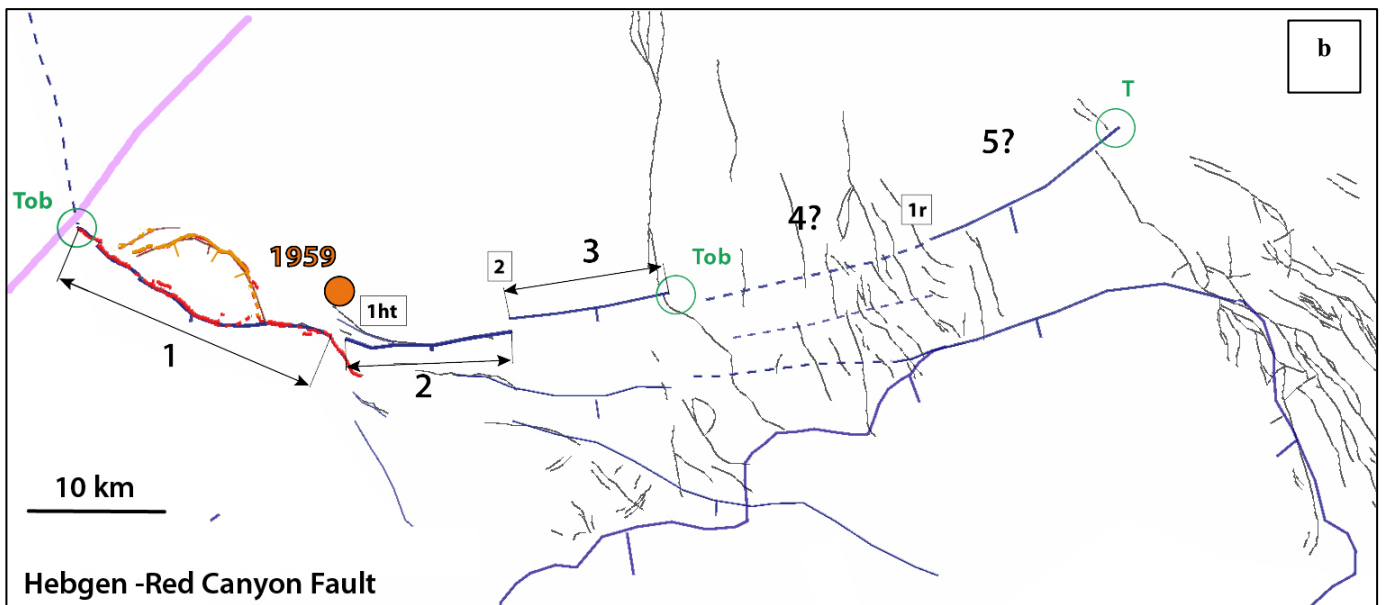 b
T
5?
1r
4?
Tob
Tob
3
2
1959
1ht
1
2
10 km
Hebgen -Red Canyon Fault